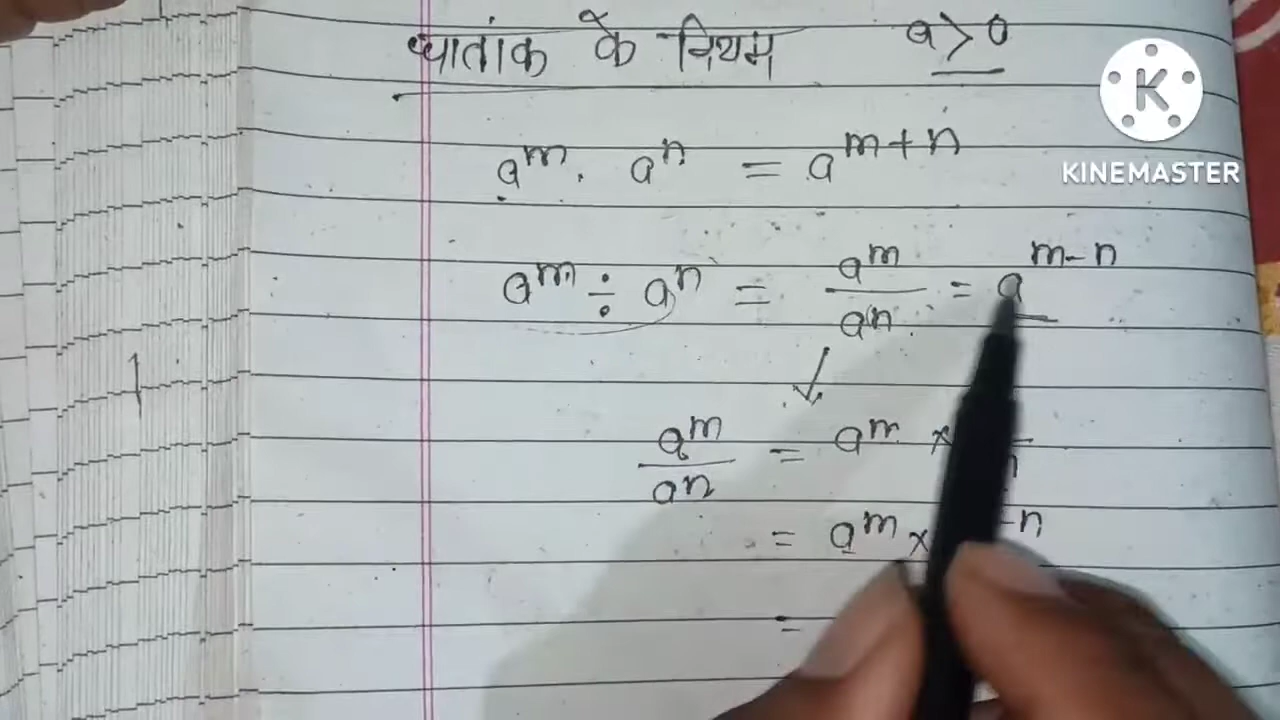 घातांक के नियम a > 0
K
KINEMASTER
a^m . a^n = a^{m+n}
a^m ÷ a^n = a^m / a^n = a^{m-n}
a^m / a^n = a^m ×
= a^m × -n
=